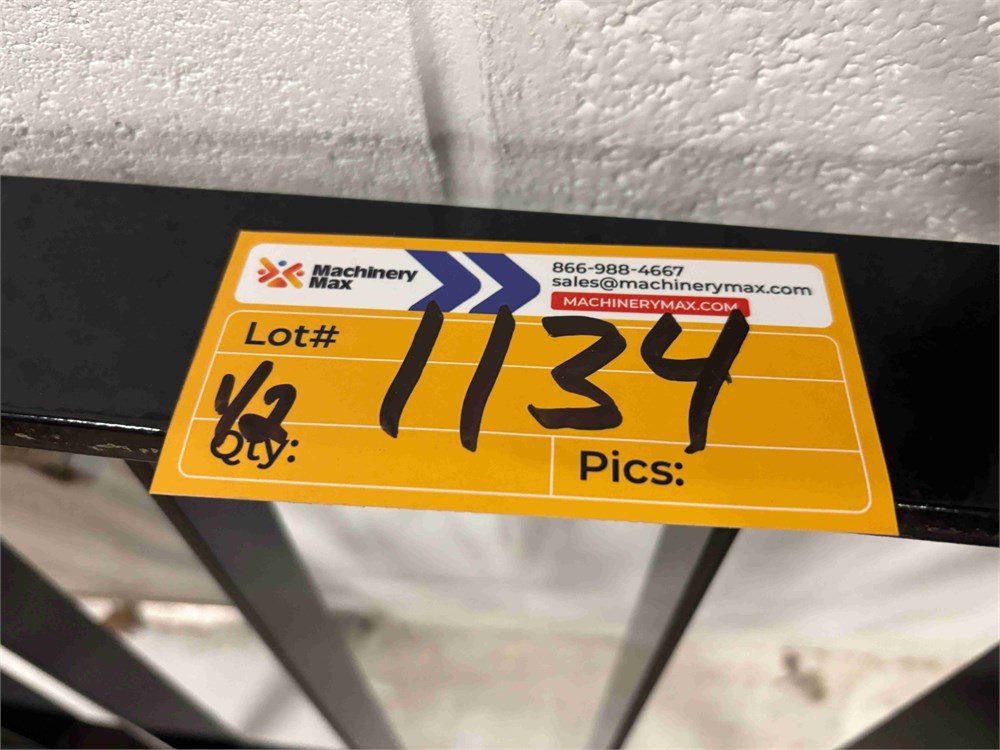 Machinery
Max
866-988-4667
sales@machinerymax.com
MACHINERYMAX.COM
Lot# 1134
1/2
Qty:
Pics: